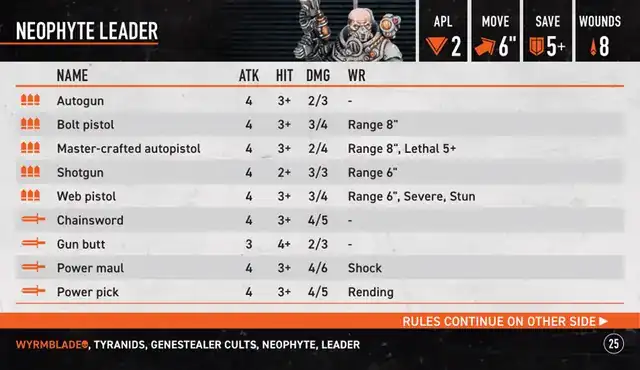 NEOPHYTE LEADER
APL MOVE SAVE WOUNDS
2 6" 5+ 8
NAME ATK HIT DMG WR
Autogun 4 3+ 2/3 -
Bolt pistol 4 3+ 3/4 Range 8"
Master-crafted autopistol 4 3+ 2/4 Range 8", Lethal 5+
Shotgun 4 2+ 3/3 Range 6"
Web pistol 4 3+ 3/4 Range 6", Severe, Stun
Chainsword 4 3+ 4/5 -
Gun butt 3 4+ 2/3 -
Power maul 4 3+ 4/6 Shock
Power pick 4 3+ 4/5 Rending
RULES CONTINUE ON OTHER SIDE ▶
WYRMBLADE, TYRANIDS, GENESTEALER CULTS, NEOPHYTE, LEADER 25